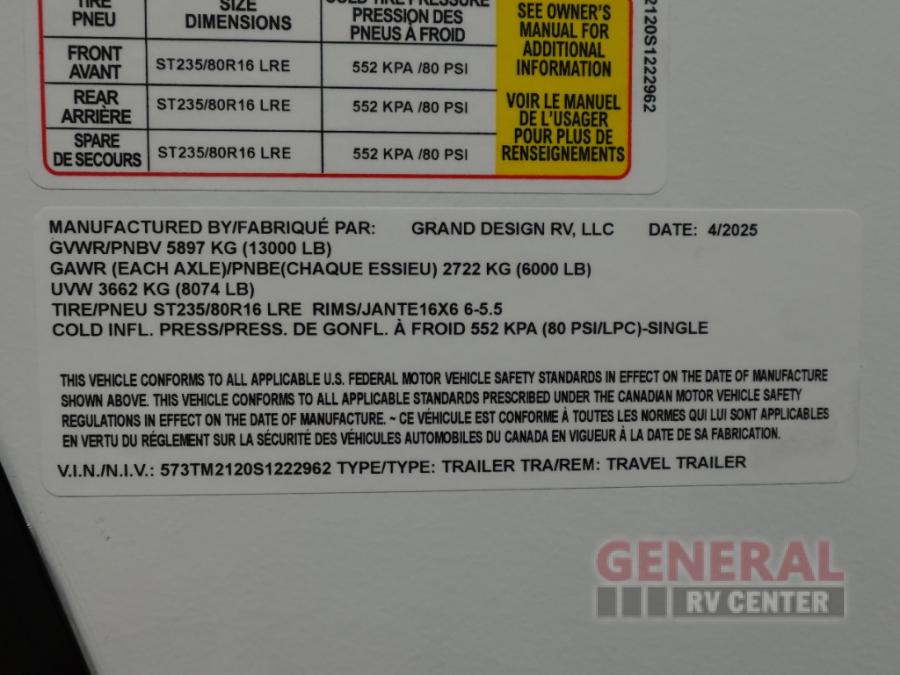 TIRE SIZE COLD TIRE PRESSURE
PNEU DIMENSIONS PRESSION DES
PNEUS À FROID
FRONT
AVANT ST235/80R16 LRE 552 KPA /80 PSI
REAR
ARRIÈRE ST235/80R16 LRE 552 KPA /80 PSI
SPARE
DE SECOURS ST235/80R16 LRE 552 KPA /80 PSI
SEE OWNER'S
MANUAL FOR
ADDITIONAL
INFORMATION
VOIR LE MANUEL
DE L'USAGER
POUR PLUS DE
RENSEIGNEMENTS
2120S1222962
MANUFACTURED BY/FABRIQUÉ PAR: GRAND DESIGN RV, LLC DATE: 4/2025
GVWR/PNBV 5897 KG (13000 LB)
GAWR (EACH AXLE)/PNBE(CHAQUE ESSIEU) 2722 KG (6000 LB)
UVW 3662 KG (8074 LB)
TIRE/PNEU ST235/80R16 LRE RIMS/JANTE16X6 6-5.5
COLD INFL. PRESS/PRESS. DE GONFL. À FROID 552 KPA (80 PSI/LPC)-SINGLE
THIS VEHICLE CONFORMS TO ALL APPLICABLE U.S. FEDERAL MOTOR VEHICLE SAFETY STANDARDS IN EFFECT ON THE DATE OF MANUFACTURE
SHOWN ABOVE. THIS VEHICLE CONFORMS TO ALL APPLICABLE STANDARDS PRESCRIBED UNDER THE CANADIAN MOTOR VEHICLE SAFETY
REGULATIONS IN EFFECT ON THE DATE OF MANUFACTURE. ~ CE VÉHICULE EST CONFORME À TOUTES LES NORMES QUI LUI SONT APPLICABLES
EN VERTU DU RÉGLEMENT SUR LA SÉCURITÉ DES VÉHICULES AUTOMOBILES DU CANADA EN VIGUEUR À LA DATE DE SA FABRICATION.
V.I.N./N.I.V.: 573TM2120S1222962 TYPE/TYPE: TRAILER TRA/REM: TRAVEL TRAILER
GENERAL
RV CENTER